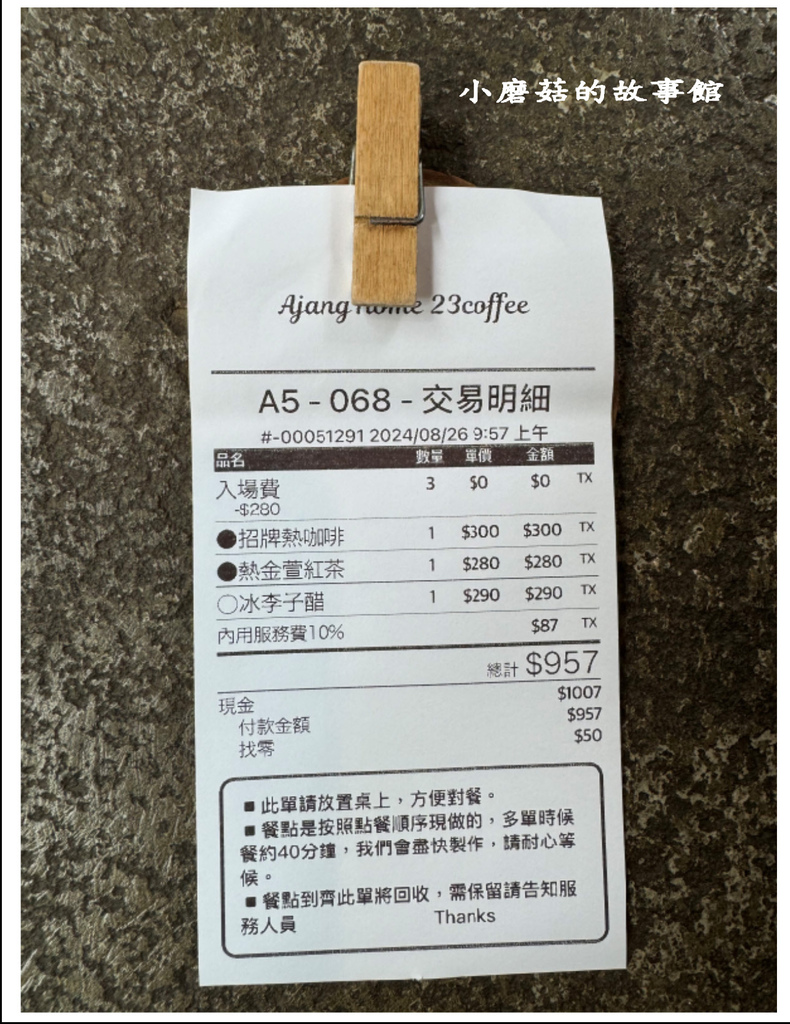 小磨菇的故事館
Ajang Home 23coffee
A5 - 068 - 交易明細
#-00051291 2024/08/26 9:57 上午
品名 數量 單價 金額
入場費 3 $0 $0 TX
-$280
●招牌熱咖啡 1 $300 $300 TX
●熱金萱紅茶 1 $280 $280 TX
○冰李子醋 1 $290 $290 TX
內用服務費10% $87 TX
總計 $957
現金 $1007
付款金額 $957
找零 $50
■此單請放置桌上，方便對餐。
■餐點是按照點餐順序現做的，多單時候
餐約40分鐘，我們會盡快製作，請耐心等
候。
■餐點到齊此單將回收，需保留請告知服
務人員 Thanks